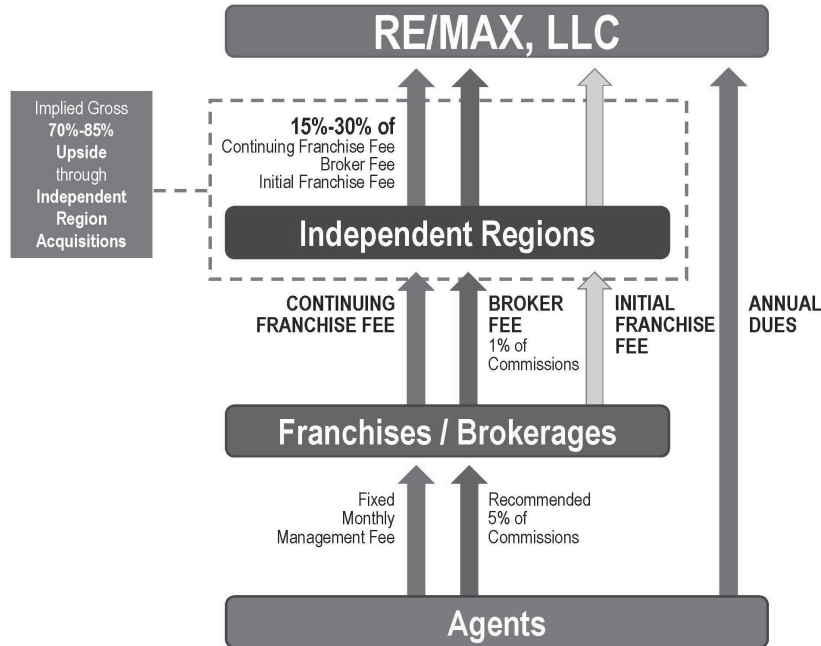 RE/MAX, LLC
Implied Gross
70%-85%
Upside
through
Independent
Region
Acquisitions
15%-30% of
Continuing Franchise Fee
Broker Fee
Initial Franchise Fee
Independent Regions
CONTINUING
FRANCHISE FEE
BROKER
FEE
1% of
Commissions
INITIAL
FRANCHISE
FEE
ANNUAL
DUES
Franchises / Brokerages
Fixed
Monthly
Management Fee
Recommended
5% of
Commissions
Agents